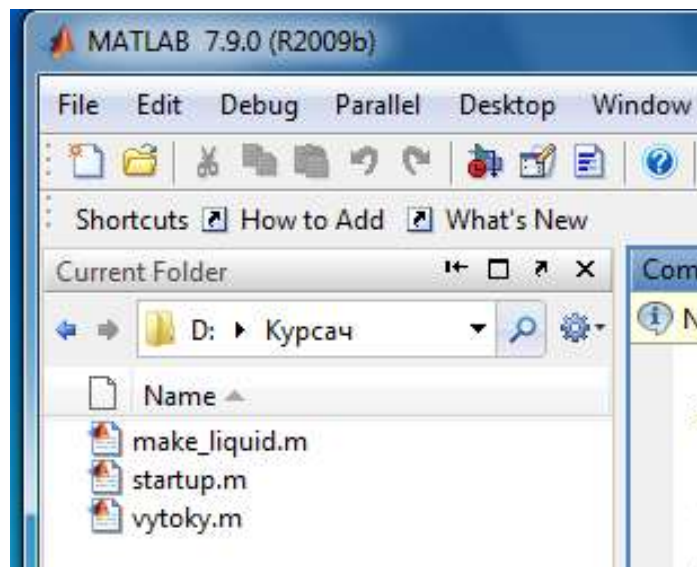 MATLAB 7.9.0 (R2009b)
File Edit Debug Parallel Desktop Window
Shortcuts How to Add What's New
Current Folder
Com
D: Курсач
N
Name
make_liquid.m
startup.m
vytoky.m